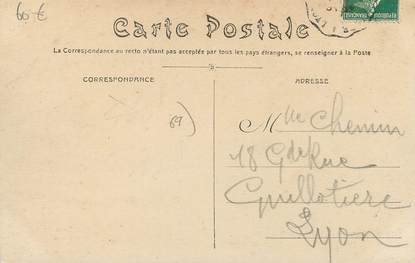 60 €
Carte Postale
La Correspondance au recto n'étant pas acceptée par tous les pays étrangers, se renseigner à la Poste.
CORRESPONDANCE
ADRESSE
69)
Mlle Chemin
18 Gde Rue
Guillotière
Lyon